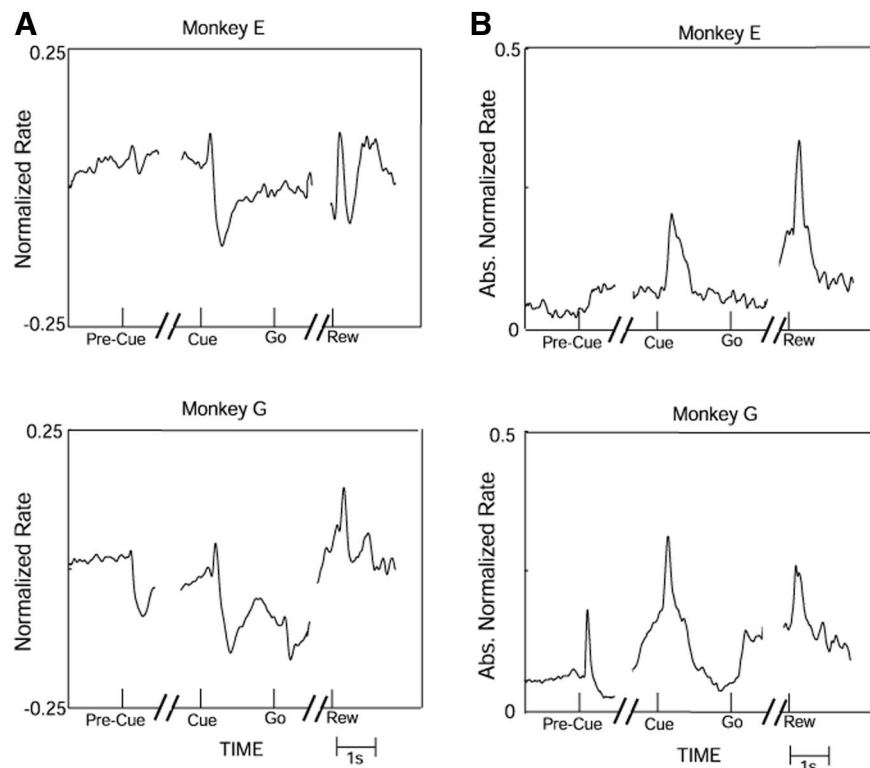 A
Monkey E
0.25
Normalized Rate
-0.25
Pre-Cue Cue Go Rew
Monkey G
0.25
Normalized Rate
-0.25
Pre-Cue Cue Go Rew
TIME
1s
B
Monkey E
0.5
Abs. Normalized Rate
0
Pre-Cue Cue Go Rew
Monkey G
0.5
Abs. Normalized Rate
0
Pre-Cue Cue Go Rew
TIME
1s